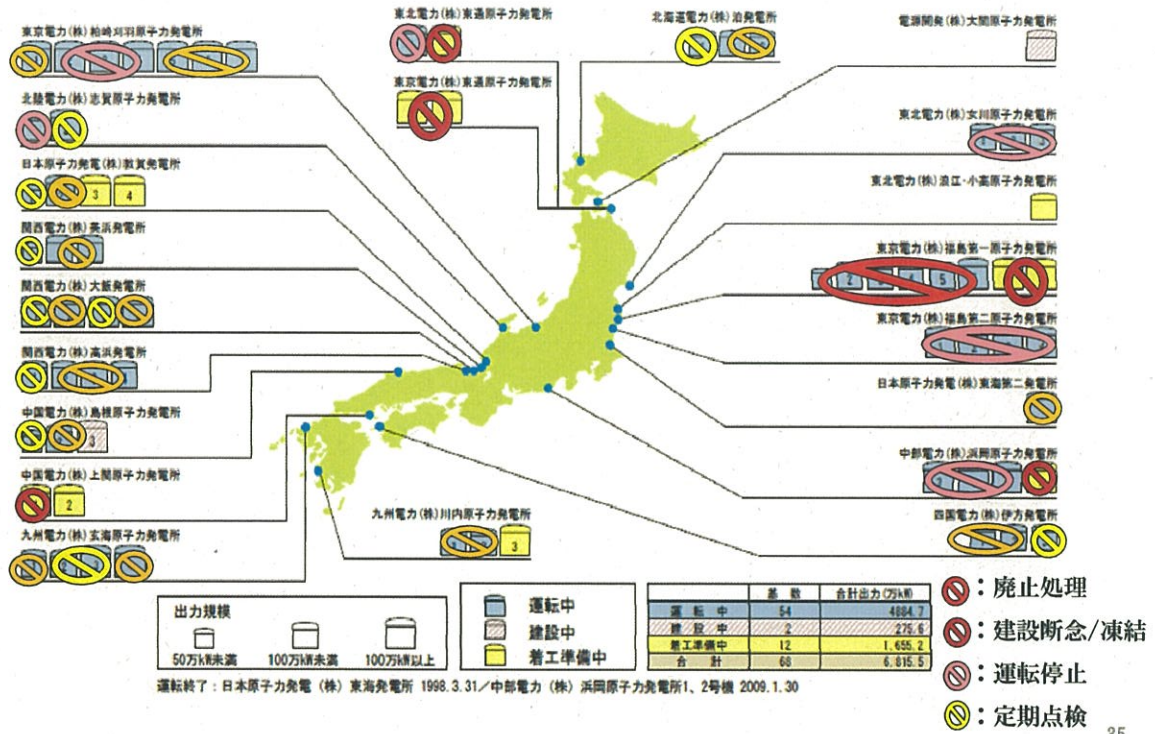 東京電力(株)柏崎刈羽原子力発電所
北陸電力(株)志賀原子力発電所
日本原子力発電(株)敦賀発電所
3 4
関西電力(株)美浜発電所
関西電力(株)大飯発電所
関西電力(株)高浜発電所
中国電力(株)島根原子力発電所
3
中国電力(株)上関原子力発電所
2
九州電力(株)玄海原子力発電所
東北電力(株)東通原子力発電所
東京電力(株)東通原子力発電所
北海道電力(株)泊発電所
電源開発(株)大間原子力発電所
東北電力(株)女川原子力発電所
東北電力(株)浪江・小高原子力発電所
東京電力(株)福島第一原子力発電所
2 4 5
東京電力(株)福島第二原子力発電所
日本原子力発電(株)東海第二発電所
中部電力(株)浜岡原子力発電所
四国電力(株)伊方発電所
九州電力(株)川内原子力発電所
3
出力規模
50万kW未満 100万kW未満 100万kW以上
運転中
建設中
着工準備中
基数 合計出力(万kW)
運転中 54 4884.7
建設中 2 275.6
着工準備中 12 1,655.2
合計 68 6,815.5
運転終了:日本原子力発電(株)東海発電所 1998.3.31/中部電力(株)浜岡原子力発電所1、2号機 2009.1.30
:廃止処理
:建設断念/凍結
:運転停止
:定期点検